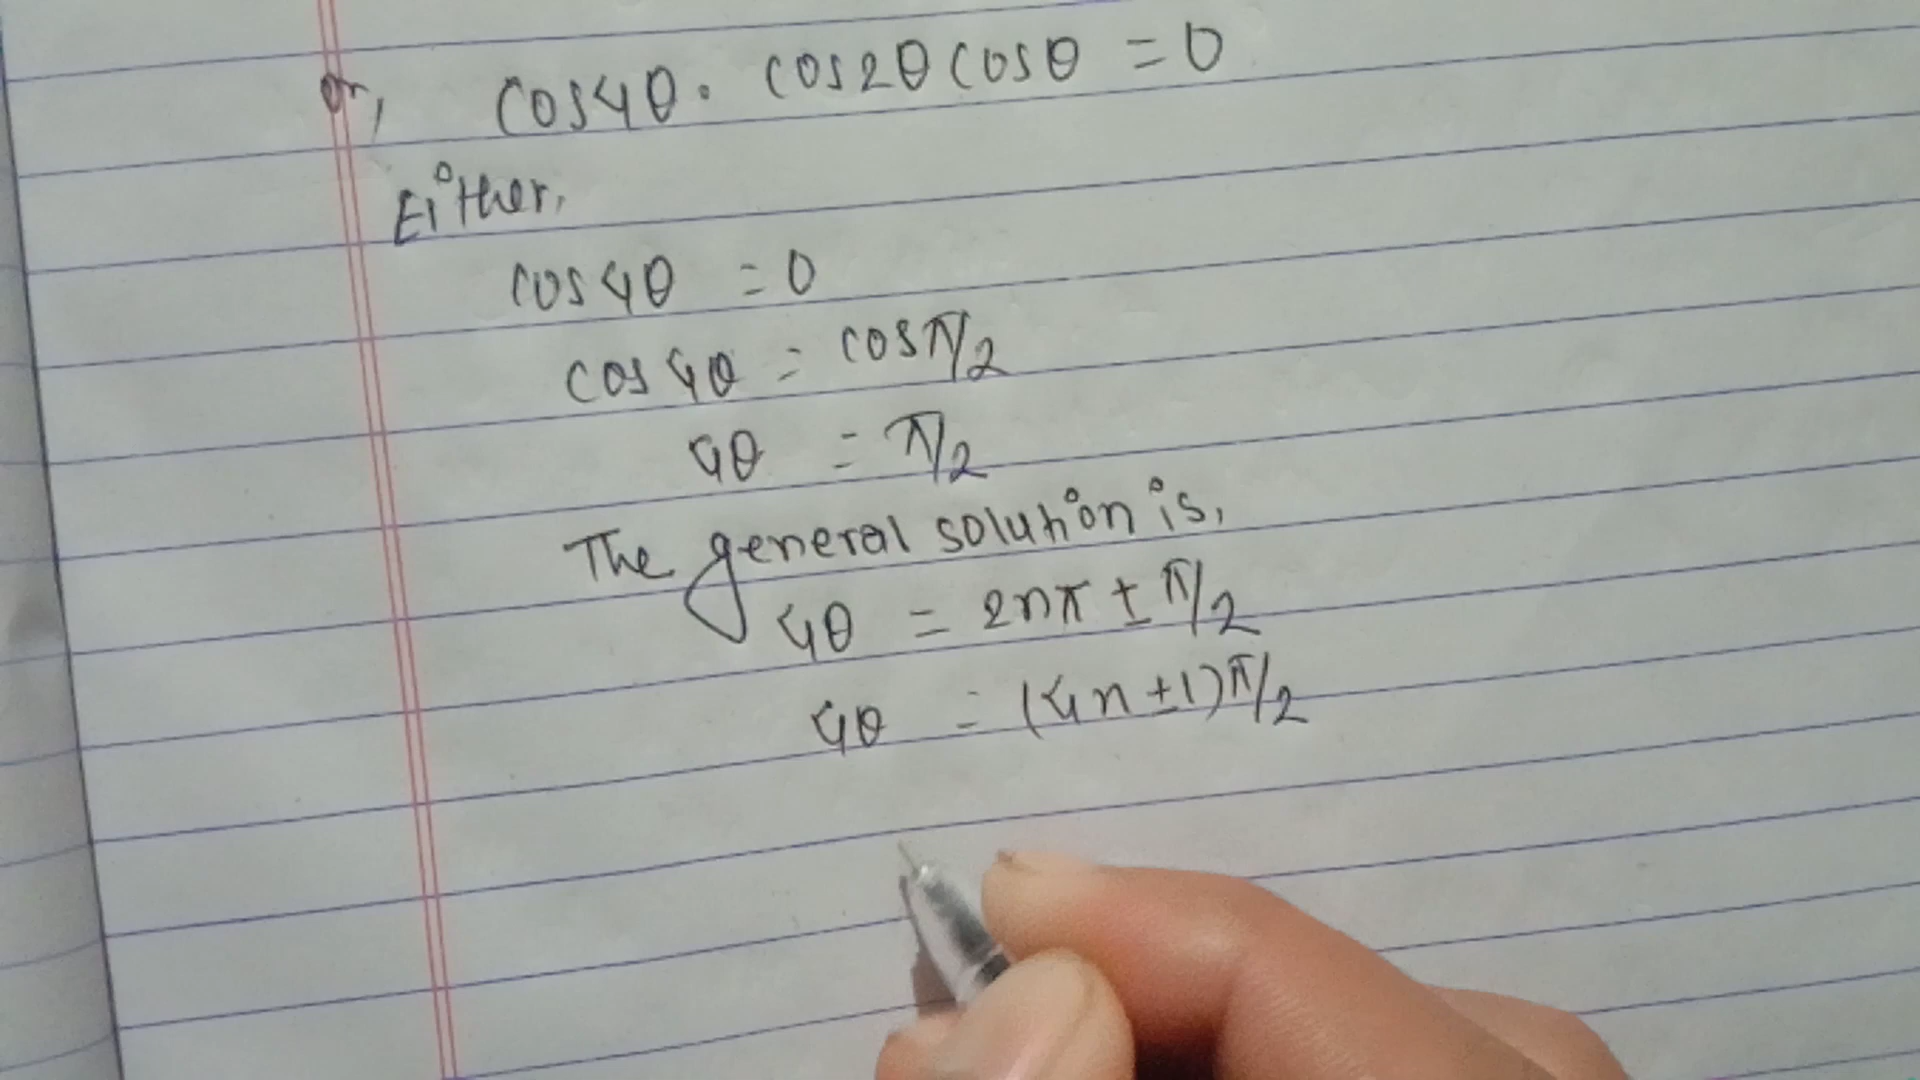 or, cos4θ. cos2θ cosθ = 0
Either,
cos4θ = 0
cos4θ = cosπ/2
4θ = π/2
The general solution is,
4θ = 2nπ ± π/2
4θ = (4n±1)π/2